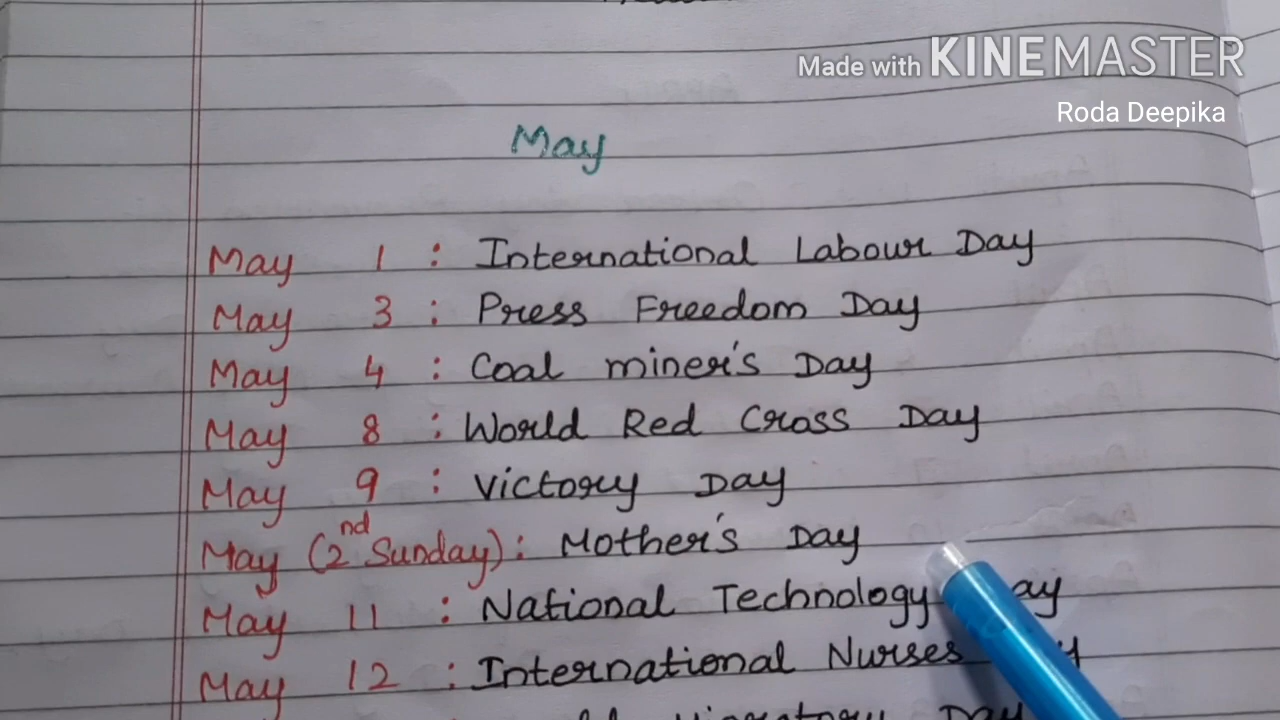 Made with KINEMASTER
Roda Deepika
May
May 1 : International Labour Day
May 3 : Press Freedom Day
May 4 : Coal miner's Day
May 8 : World Red Cross Day
May 9 : Victory Day
May (2nd Sunday) : Mother's Day
May 11 : National Technology
May 12 : International Nurses
Day